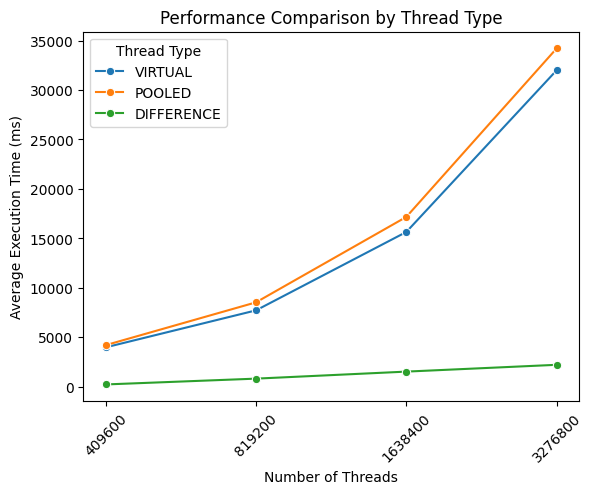 Performance Comparison by Thread Type
Average Execution Time (ms)
35000
30000
25000
20000
15000
10000
5000
0
Thread Type
VIRTUAL
POOLED
DIFFERENCE
409600
819200
1638400
3276800
Number of Threads